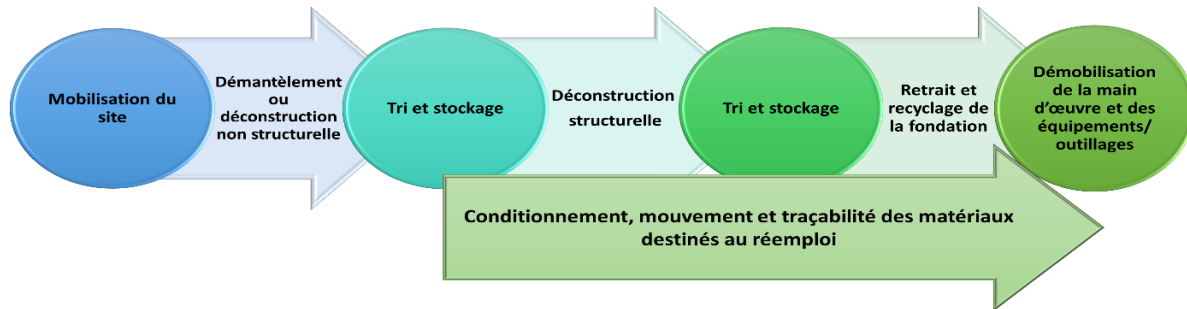 Mobilisation du
site
Démantèlement
ou
déconstruction
non structurelle
Tri et stockage
Déconstruction
structurelle
Tri et stockage
Retrait et
recyclage de
la fondation
Démobilisation
de la main
d’œuvre et des
équipements/
outillages
Conditionnement, mouvement et traçabilité des matériaux
destinés au réemploi